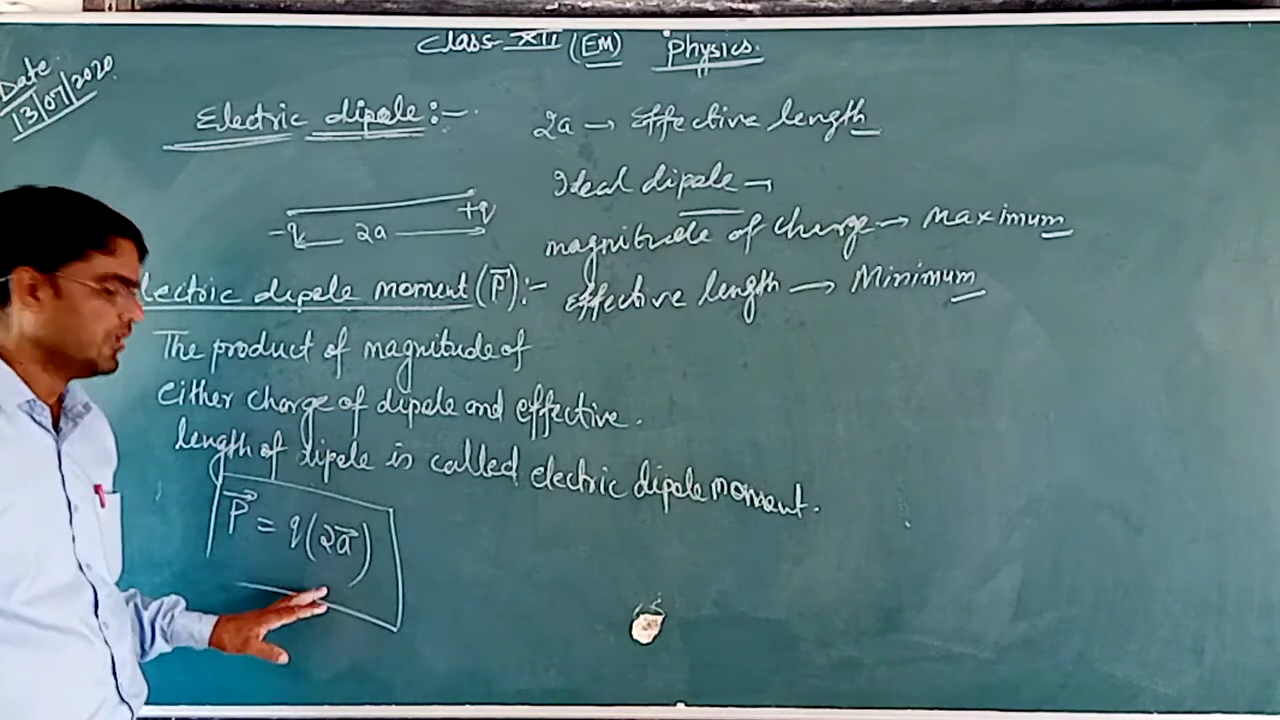 Class XII (EM) Physics.
Date
13/07/2020
Electric dipole:-
2a → Effective length
Ideal dipole →
-q 2a +q
magnitude of charge → Maximum
lectric dipole moment (P):-
effective length → Minimum
The product of magnitude of
either charge of dipole and effective.
length of dipole is called electric dipole moment.
P = q(2a)